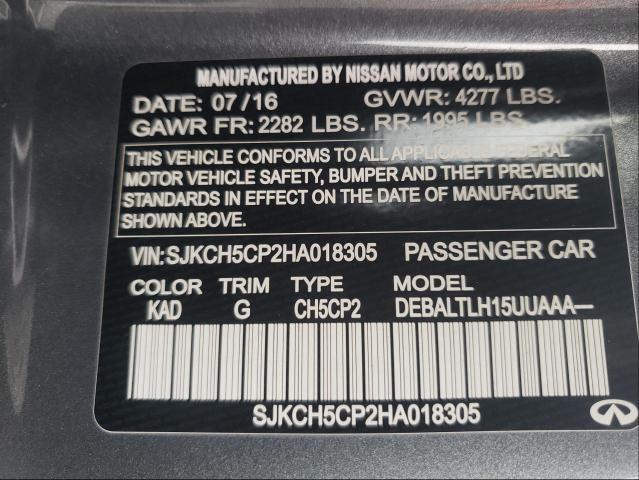 MANUFACTURED BY NISSAN MOTOR CO., LTD
DATE: 07/16 GVWR: 4277 LBS.
GAWR FR: 2282 LBS. RR: 1995 LBS.
THIS VEHICLE CONFORMS TO ALL APPLICABLE FEDERAL
MOTOR VEHICLE SAFETY, BUMPER AND THEFT PREVENTION
STANDARDS IN EFFECT ON THE DATE OF MANUFACTURE
SHOWN ABOVE.
VIN:SJKCH5CP2HA018305 PASSENGER CAR
COLOR TRIM TYPE MODEL
KAD G CH5CP2 DEBALTLH15UUAAA—
SJKCH5CP2HA018305